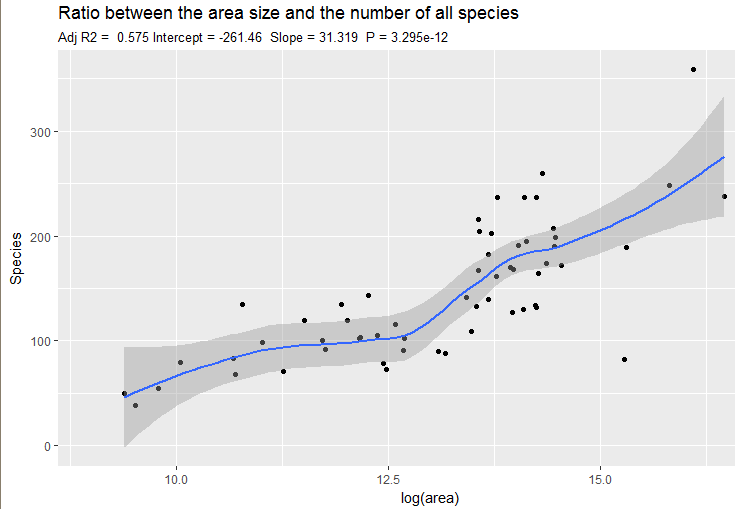 Ratio between the area size and the number of all species
Adj R2 =  0.575 Intercept = -261.46  Slope = 31.319  P = 3.295e-12
300
200
100
0
Species
10.0 12.5 15.0
log(area)